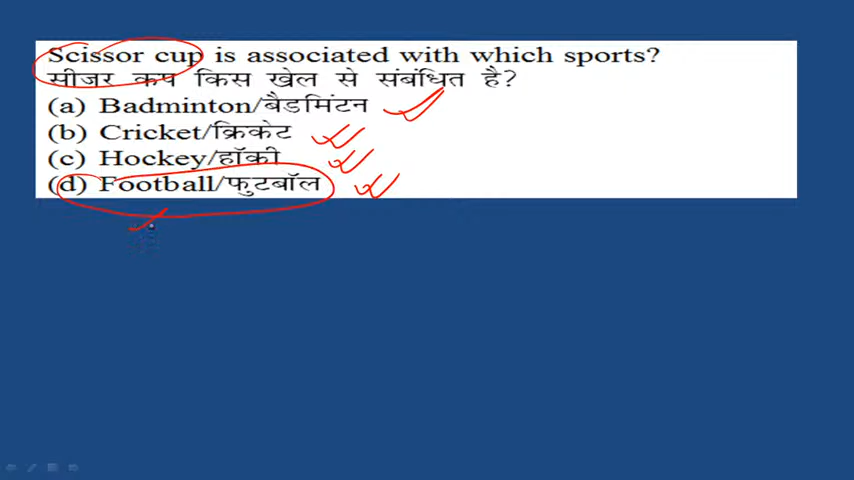 Scissor cup is associated with which sports?
सीजर कप किस खेल से संबंधित है?
(a) Badminton/बैडमिंटन
(b) Cricket/क्रिकेट
(c) Hockey/हॉकी
(d) Football/फुटबॉल